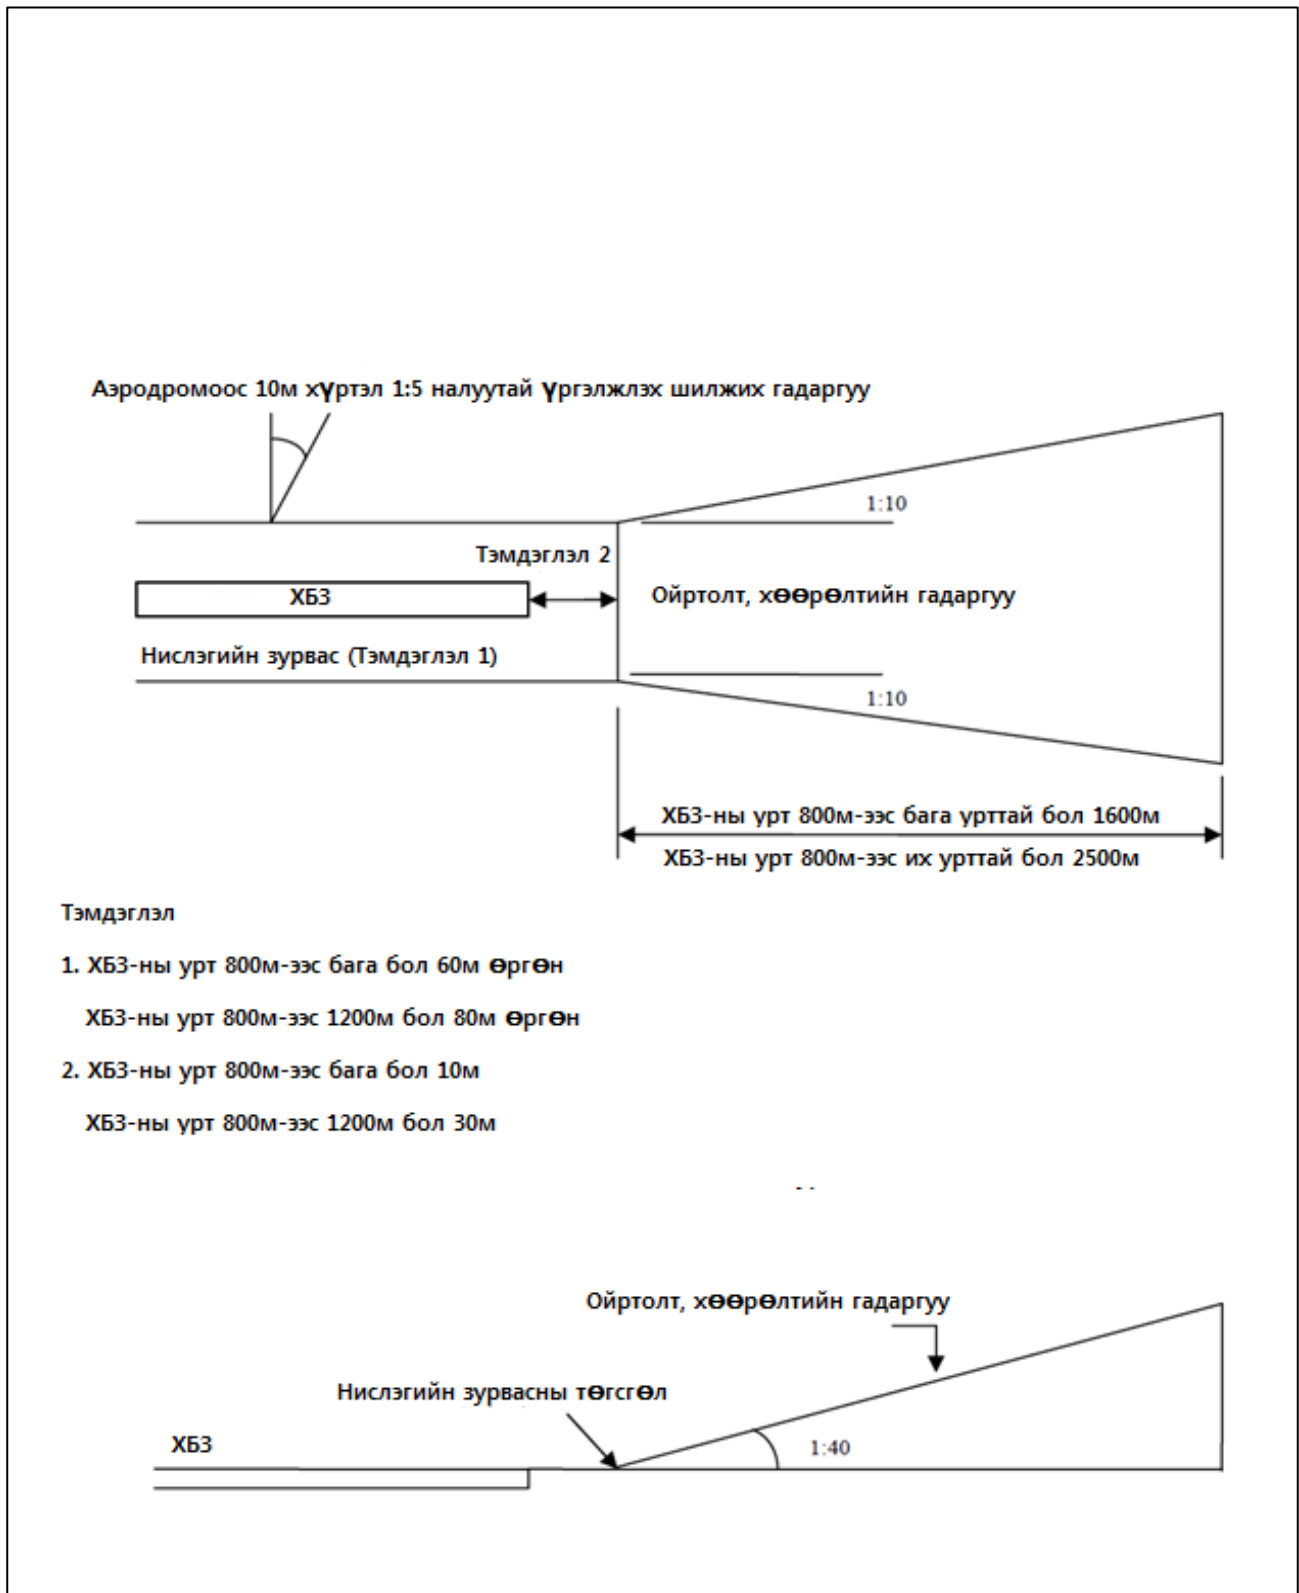 Аэродромоос 10м хүртэл 1:5 налуутай үргэлжлэх шилжих гадаргуу
1:10
Тэмдэглэл 2
ХБЗ
Ойртолт, хөөрөлтийн гадаргуу
Нислэгийн зурвас (Тэмдэглэл 1)
1:10
ХБЗ-ны урт 800м-ээс бага урттай бол 1600м
ХБЗ-ны урт 800м-ээс их урттай бол 2500м
Тэмдэглэл
1. ХБЗ-ны урт 800м-ээс бага бол 60м өргөн
ХБЗ-ны урт 800м-ээс 1200м бол 80м өргөн
2. ХБЗ-ны урт 800м-ээс бага бол 10м
ХБЗ-ны урт 800м-ээс 1200м бол 30м
Ойртолт, хөөрөлтийн гадаргуу
Нислэгийн зурвасны төгсгөл
ХБЗ
1:40